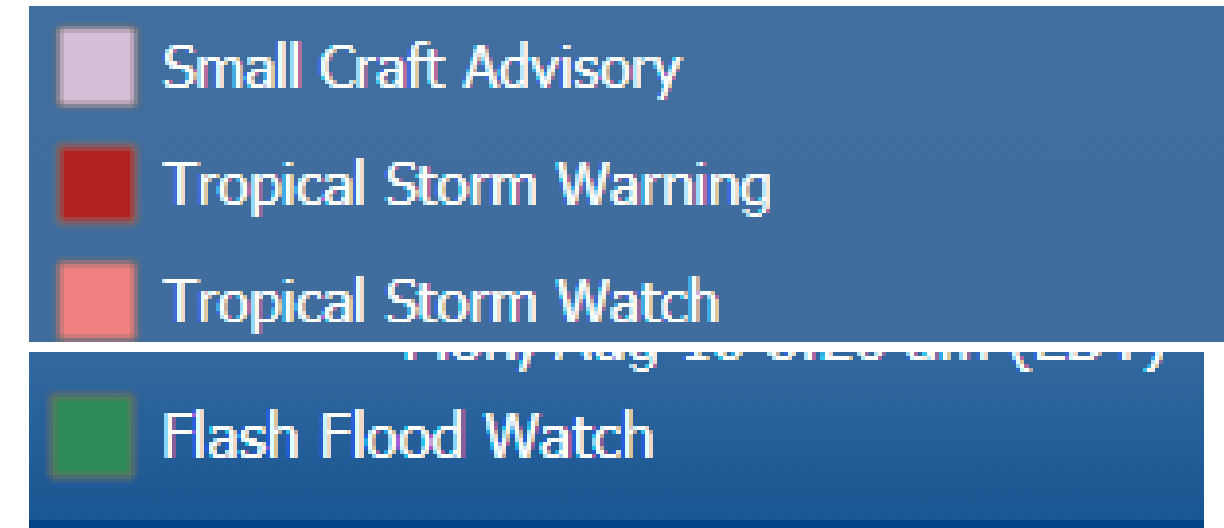 Small Craft Advisory
Tropical Storm Warning
Tropical Storm Watch
Flash Flood Watch